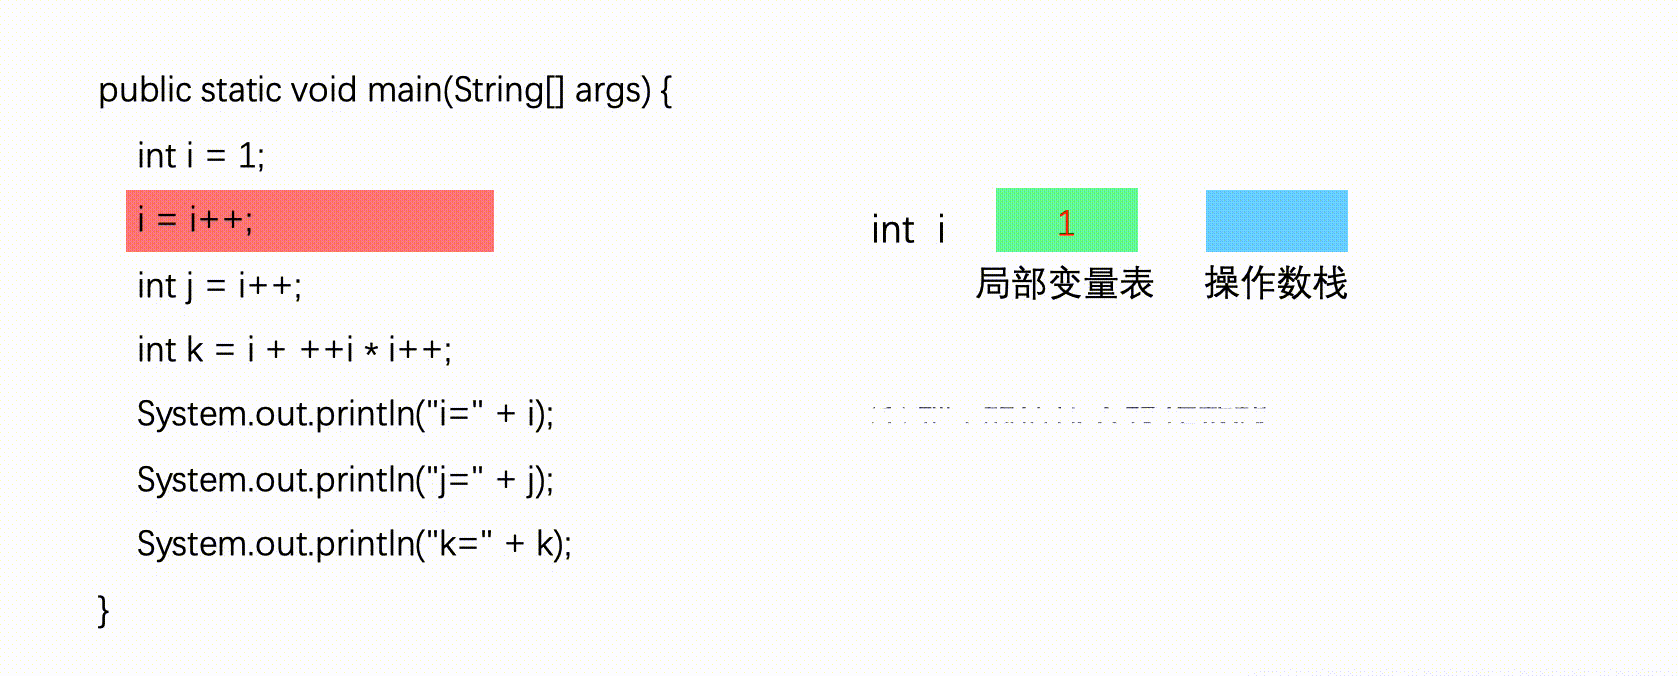 public static void main(String[] args) {
int i = 1;
i = i++;
int j = i++;
int k = i + ++i * i++;
System.out.println("i=" + i);
System.out.println("j=" + j);
System.out.println("k=" + k);
}
int i 1
局部变量表 操作数栈